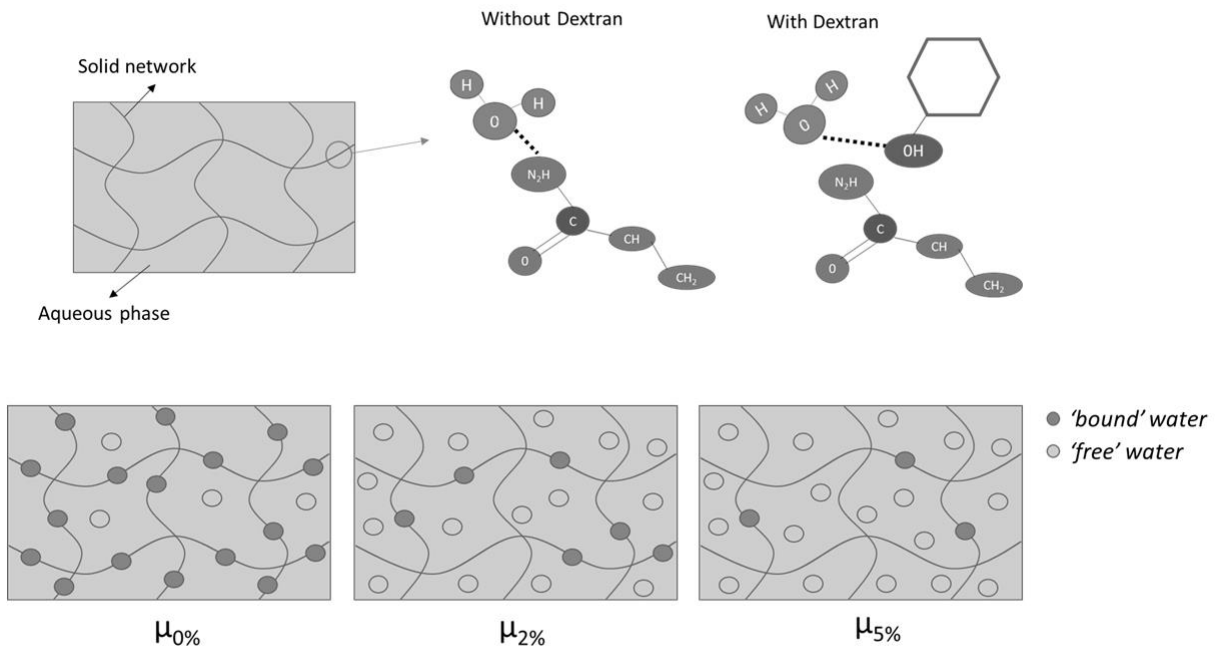 Without Dextran
With Dextran
Solid network
Aqueous phase
H
H
O
N₂H
C
O
CH
CH₂
H
H
O
OH
N₂H
C
O
CH
CH₂
'bound' water
'free' water
μ0%
μ2%
μ5%